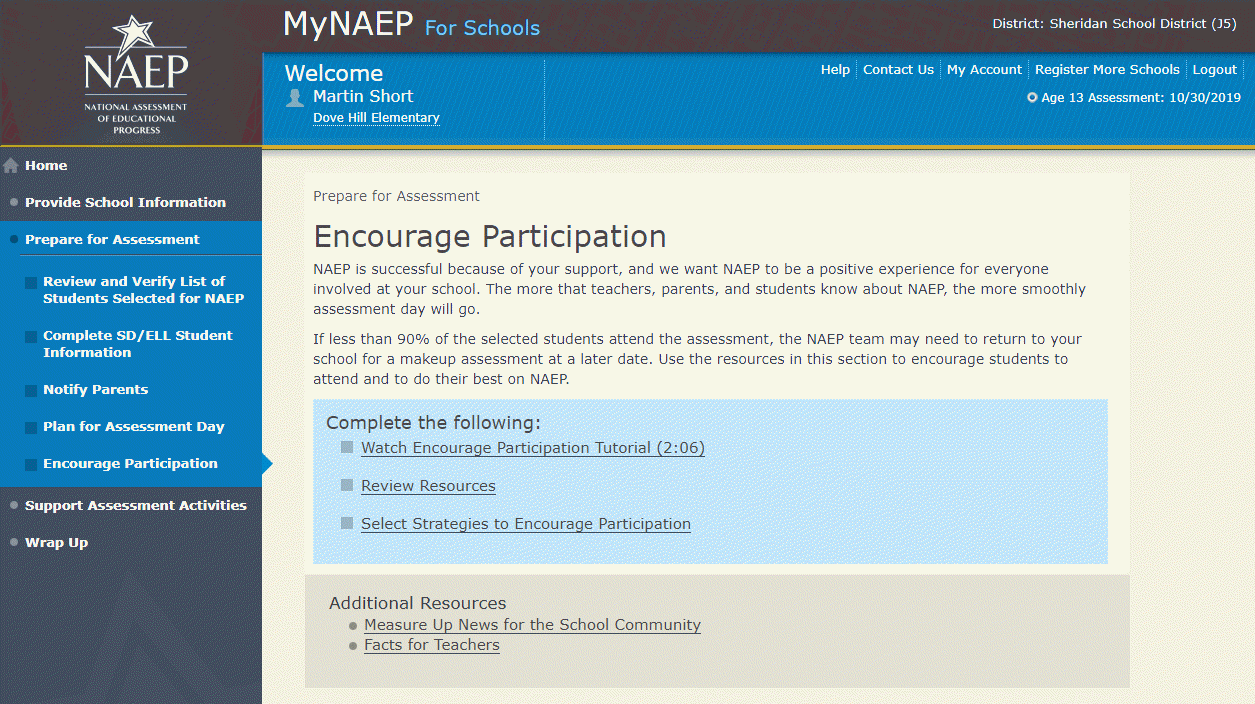 NAEP
NATIONAL ASSESSMENT
OF EDUCATIONAL
PROGRESS
MyNAEP For Schools
District: Sheridan School District (J5)
Welcome
Martin Short
Dove Hill Elementary
Help Contact Us My Account Register More Schools Logout
Age 13 Assessment: 10/30/2019
Home
Provide School Information
Prepare for Assessment
Review and Verify List of
Students Selected for NAEP
Complete SD/ELL Student
Information
Notify Parents
Plan for Assessment Day
Encourage Participation
Support Assessment Activities
Wrap Up
Prepare for Assessment
Encourage Participation
NAEP is successful because of your support, and we want NAEP to be a positive experience for everyone
involved at your school. The more that teachers, parents, and students know about NAEP, the more smoothly
assessment day will go.
If less than 90% of the selected students attend the assessment, the NAEP team may need to return to your
school for a makeup assessment at a later date. Use the resources in this section to encourage students to
attend and to do their best on NAEP.
Complete the following:
Watch Encourage Participation Tutorial (2:06)
Review Resources
Select Strategies to Encourage Participation
Additional Resources
Measure Up News for the School Community
Facts for Teachers